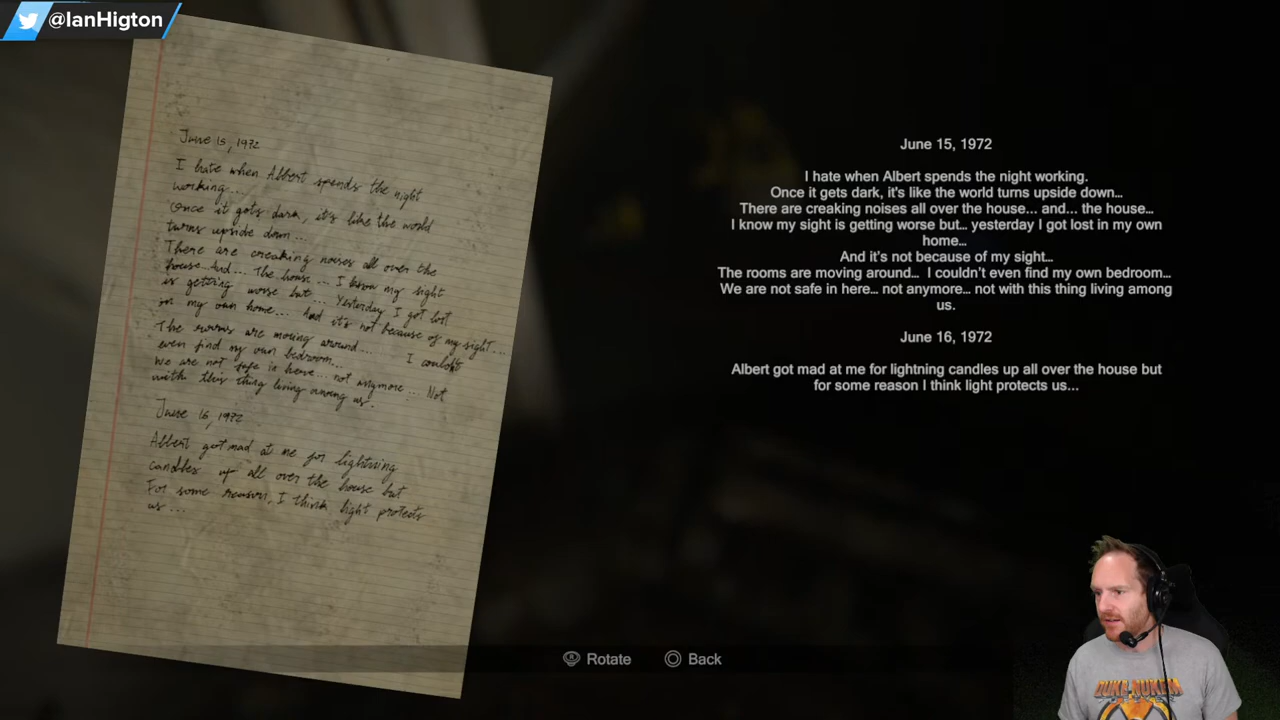 @IanHigton
June 15, 1972
I hate when Albert spends the night
working...
Once it gets dark, it's like the world
turns upside down...
There are creaking noises all over the
house... And... The house... I know my sight
is getting worse but... Yesterday I got lost
in my own home... And it's not because of my sight....
The rooms are moving around.... I couldn't
even find my own bedroom...
We are not safe in here... not anymore... Not
with this thing living among us.
June 16, 1972
Albert got mad at me for lightning
candles up all over the house but
For some reason, I think light protects
us...
June 15, 1972
I hate when Albert spends the night working.
Once it gets dark, it's like the world turns upside down...
There are creaking noises all over the house... and... the house...
I know my sight is getting worse but... yesterday I got lost in my own
home...
And it's not because of my sight...
The rooms are moving around... I couldn't even find my own bedroom...
We are not safe in here... not anymore... not with this thing living among
us.
June 16, 1972
Albert got mad at me for lightning candles up all over the house but
for some reason I think light protects us...
R Rotate
Back
DUKE NUKEM